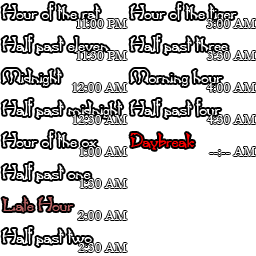 Hour of the rat
11:00 PM
Half past eleven
11:30 PM
Midnight
12:00 AM
Half past midnight
12:30 AM
Hour of the ox
1:00 AM
Half past one
1:30 AM
Late Hour
2:00 AM
Half past two
2:30 AM
Hour of the tiger
3:00 AM
Half past three
3:30 AM
Morning hour
4:00 AM
Half past four
4:30 AM
Daybreak
--:-- AM